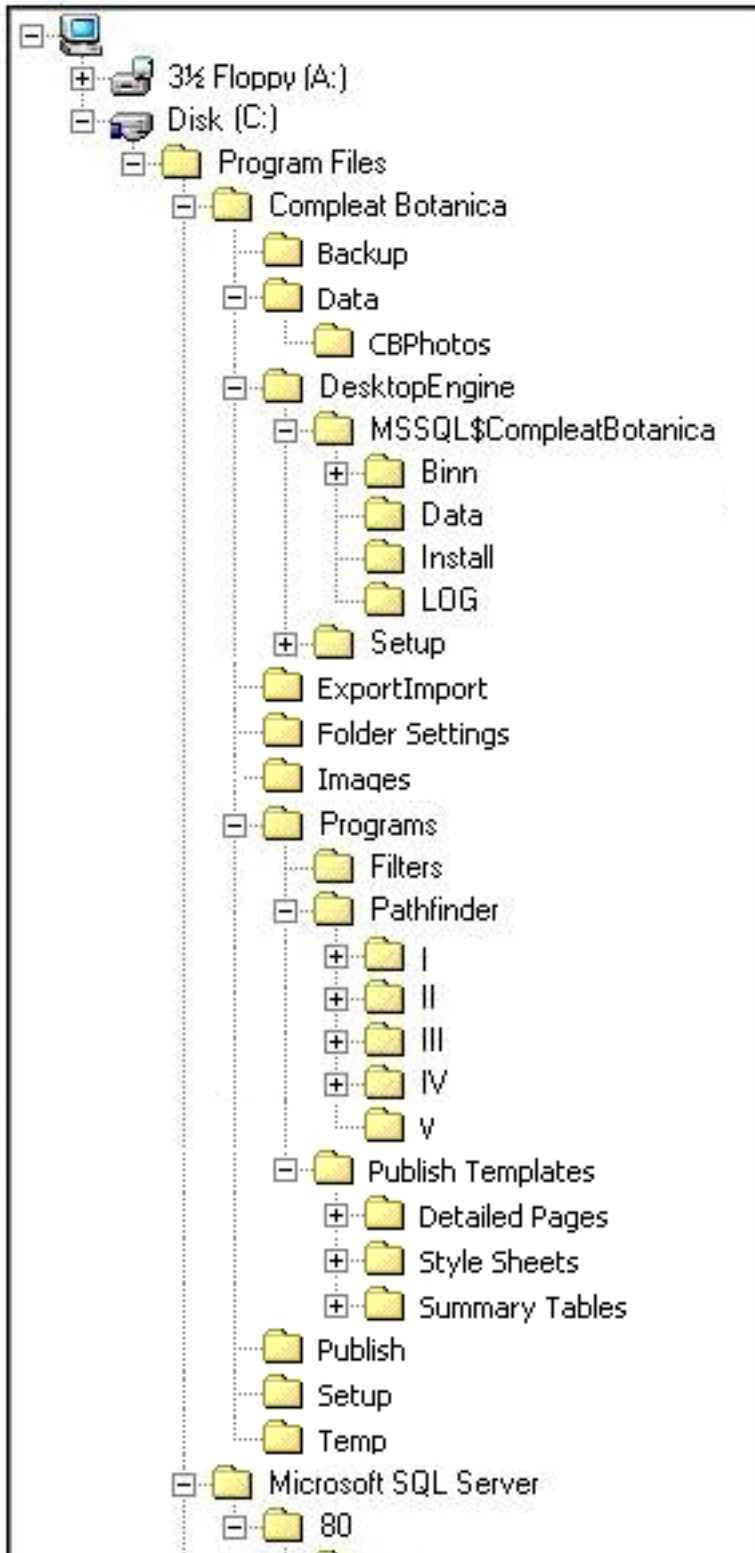 3½ Floppy (A:)
Disk (C:)
Program Files
Compleat Botanica
Backup
Data
CBPhotos
DesktopEngine
MSSQL$CompleatBotanica
Binn
Data
Install
LOG
Setup
ExportImport
Folder Settings
Images
Programs
Filters
Pathfinder
I
II
III
IV
V
Publish Templates
Detailed Pages
Style Sheets
Summary Tables
Publish
Setup
Temp
Microsoft SQL Server
80